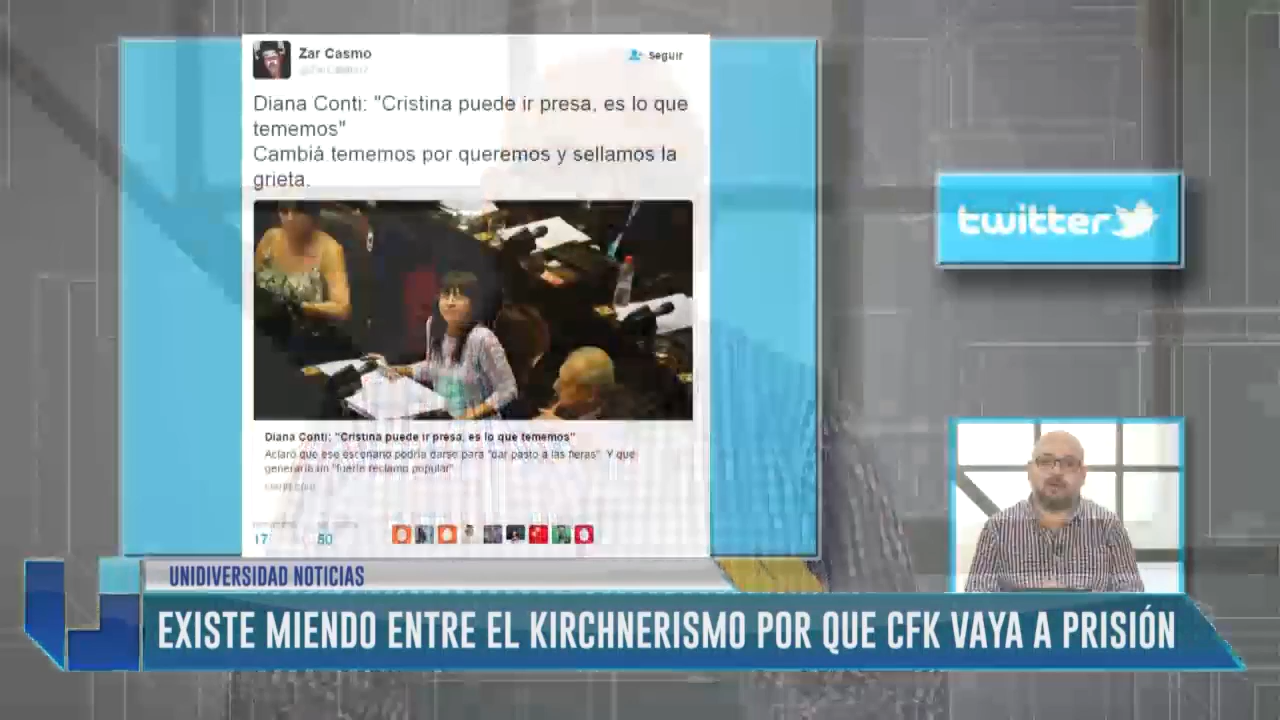 Zar Casmo
Seguir
Diana Conti: "Cristina puede ir presa, es lo que
tememos"
Cambiá tememos por queremos y sellamos la
grieta.
twitter
Diana Conti: "Cristina puede ir presa, es lo que tememos"
Aclaró que ese escenario podría darse para "dar pasto a las fieras". Y que
generaría un "fuerte reclamo popular"
17
50
UNIDIVERSIDAD NOTICIAS
EXISTE MIENDO ENTRE EL KIRCHNERISMO POR QUE CFK VAYA A PRISIÓN